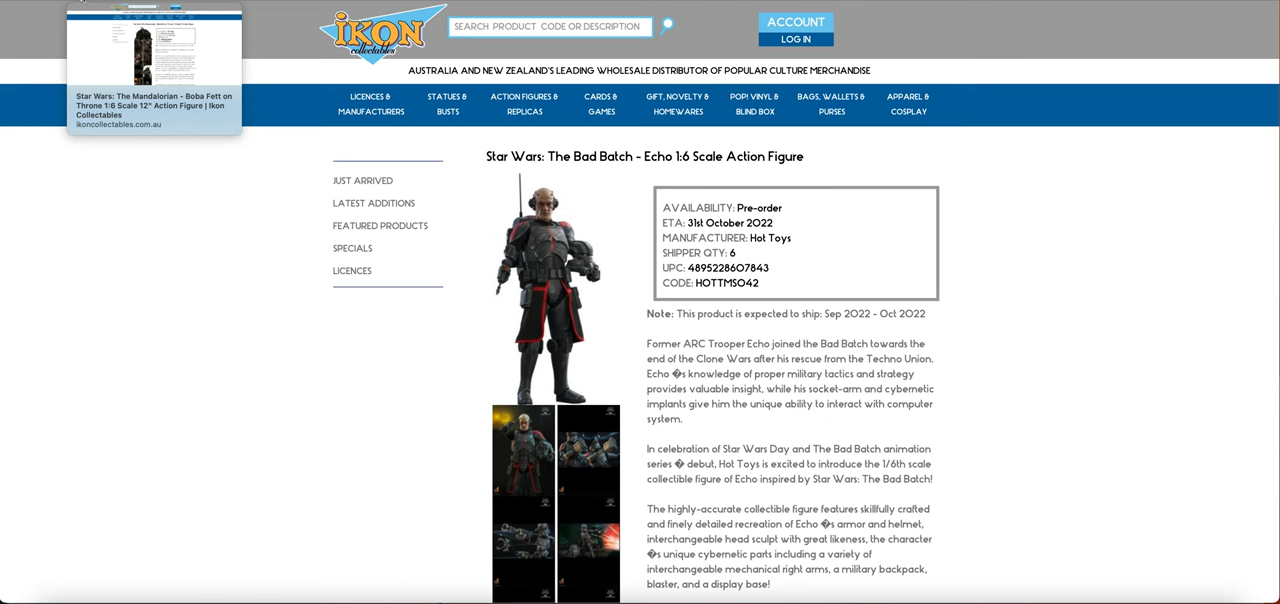 Star Wars: The Mandalorian - Boba Fett on
Throne 1:6 Scale 12" Action Figure | Ikon
Collectables
ikoncollectables.com.au
iKON
collectables
SEARCH PRODUCT CODE OR DESCRIPTION
ACCOUNT
LOG IN
AUSTRALIA AND NEW ZEALAND'S LEADING WHOLESALE DISTRIBUTOR OF POPULAR CULTURE MERCHANDISE
LICENCES &
MANUFACTURERS
STATUES &
BUSTS
ACTION FIGURES &
REPLICAS
CARDS &
GAMES
GIFT, NOVELTY &
HOMEWARES
POP! VINYL &
BLIND BOX
BAGS, WALLETS &
PURSES
APPAREL &
COSPLAY
JUST ARRIVED
LATEST ADDITIONS
FEATURED PRODUCTS
SPECIALS
LICENCES
Star Wars: The Bad Batch - Echo 1:6 Scale Action Figure
AVAILABILITY: Pre-order
ETA: 31st October 2022
MANUFACTURER: Hot Toys
SHIPPER QTY: 6
UPC: 4895228607843
CODE: HOTTMS042
Note: This product is expected to ship: Sep 2022 - Oct 2022
Former ARC Trooper Echo joined the Bad Batch towards the
end of the Clone Wars after his rescue from the Techno Union.
Echo �s knowledge of proper military tactics and strategy
provides valuable insight, while his socket-arm and cybernetic
implants give him the unique ability to interact with computer
system.
In celebration of Star Wars Day and The Bad Batch animation
series � debut, Hot Toys is excited to introduce the 1/6th scale
collectible figure of Echo inspired by Star Wars: The Bad Batch!
The highly-accurate collectible figure features skillfully crafted
and finely detailed recreation of Echo �s armor and helmet,
interchangeable head sculpt with great likeness, the character
�s unique cybernetic parts including a variety of
interchangeable mechanical right arms, a military backpack,
blaster, and a display base!